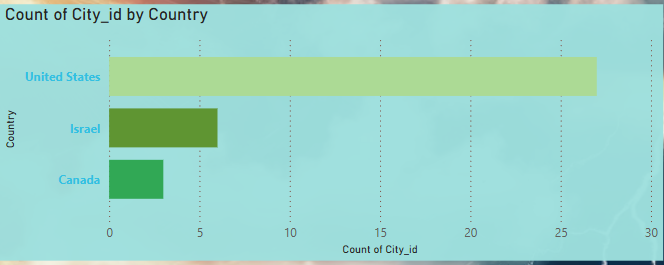 Count of City_id by Country
Country
United States
Israel
Canada
0 5 10 15 20 25 30
Count of City_id